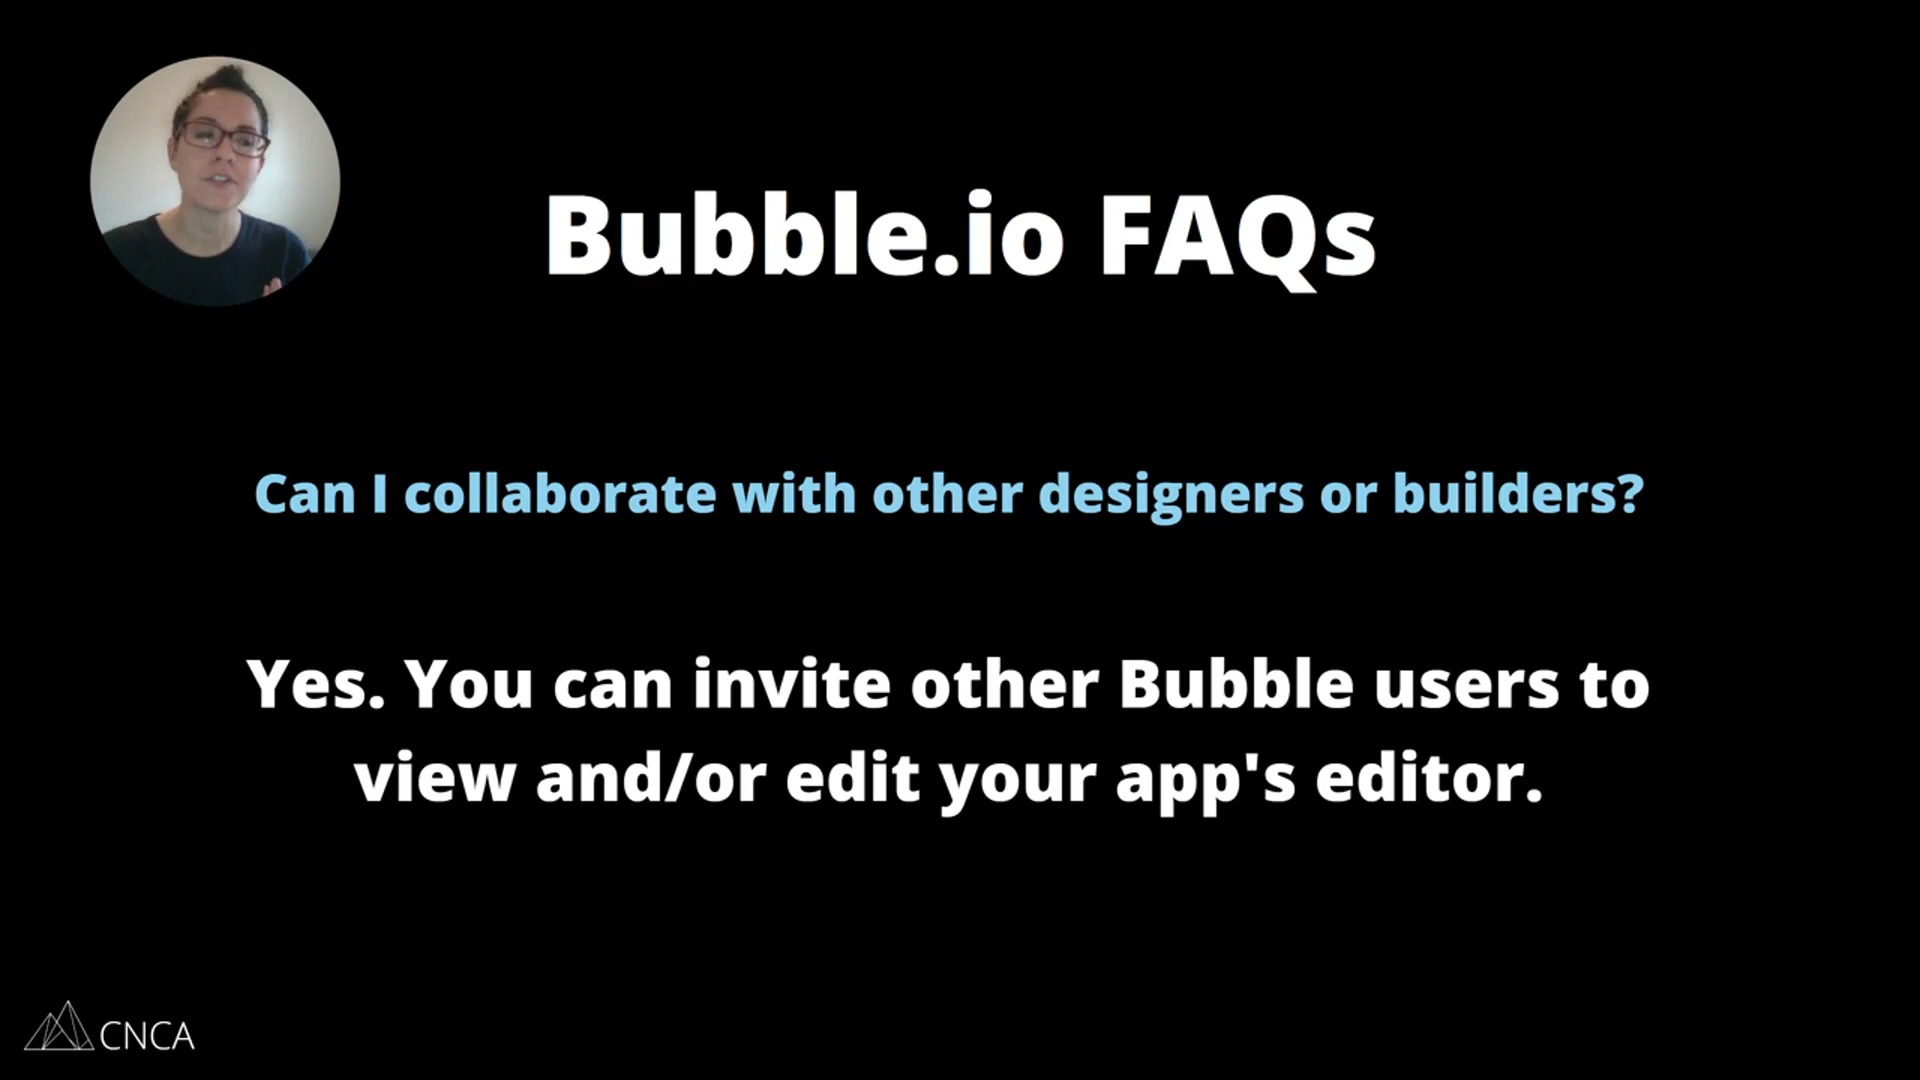 Bubble.io FAQs
Can I collaborate with other designers or builders?
Yes. You can invite other Bubble users to
view and/or edit your app's editor.
CNCA